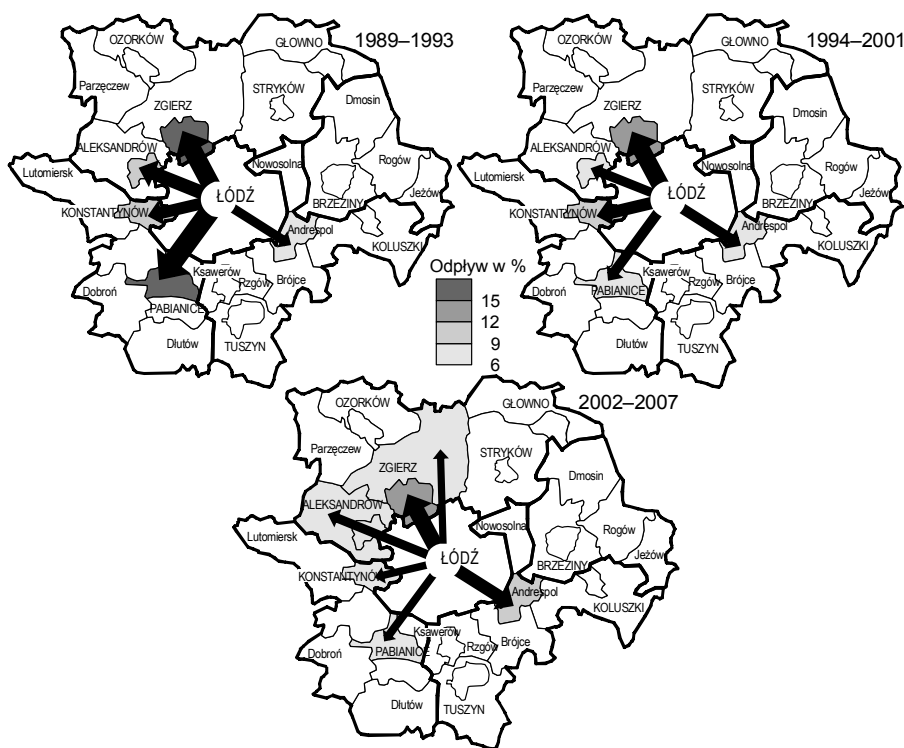 1989–1993
OZORKÓW
GŁOWNO
Parzęczew
STRYKÓW
ZGIERZ
Dmosin
ALEKSANDRÓW
Nowosolna
Rogów
Lutomiersk
ŁÓDŹ
BRZEZINY
Jeżów
KONSTANTYNÓW
Andrespol
KOLUSZKI
Ksawerów
Dobroń
Rzgów
Brójce
PABIANICE
Dłutów
TUSZYN
1994–2001
OZORKÓW
GŁOWNO
Parzęczew
STRYKÓW
ZGIERZ
Dmosin
ALEKSANDRÓW
Nowosolna
Rogów
Lutomiersk
ŁÓDŹ
BRZEZINY
Jeżów
KONSTANTYNÓW
Andrespol
KOLUSZKI
Ksawerów
Dobroń
Rzgów
Brójce
PABIANICE
Dłutów
TUSZYN
Odpływ w %
15
12
9
6
2002–2007
OZORKÓW
GŁOWNO
Parzęczew
STRYKÓW
ZGIERZ
Dmosin
ALEKSANDRÓW
Nowosolna
Rogów
Lutomiersk
ŁÓDŹ
BRZEZINY
Jeżów
KONSTANTYNÓW
Andrespol
KOLUSZKI
Ksawerów
Dobroń
Rzgów
Brójce
PABIANICE
Dłutów
TUSZYN